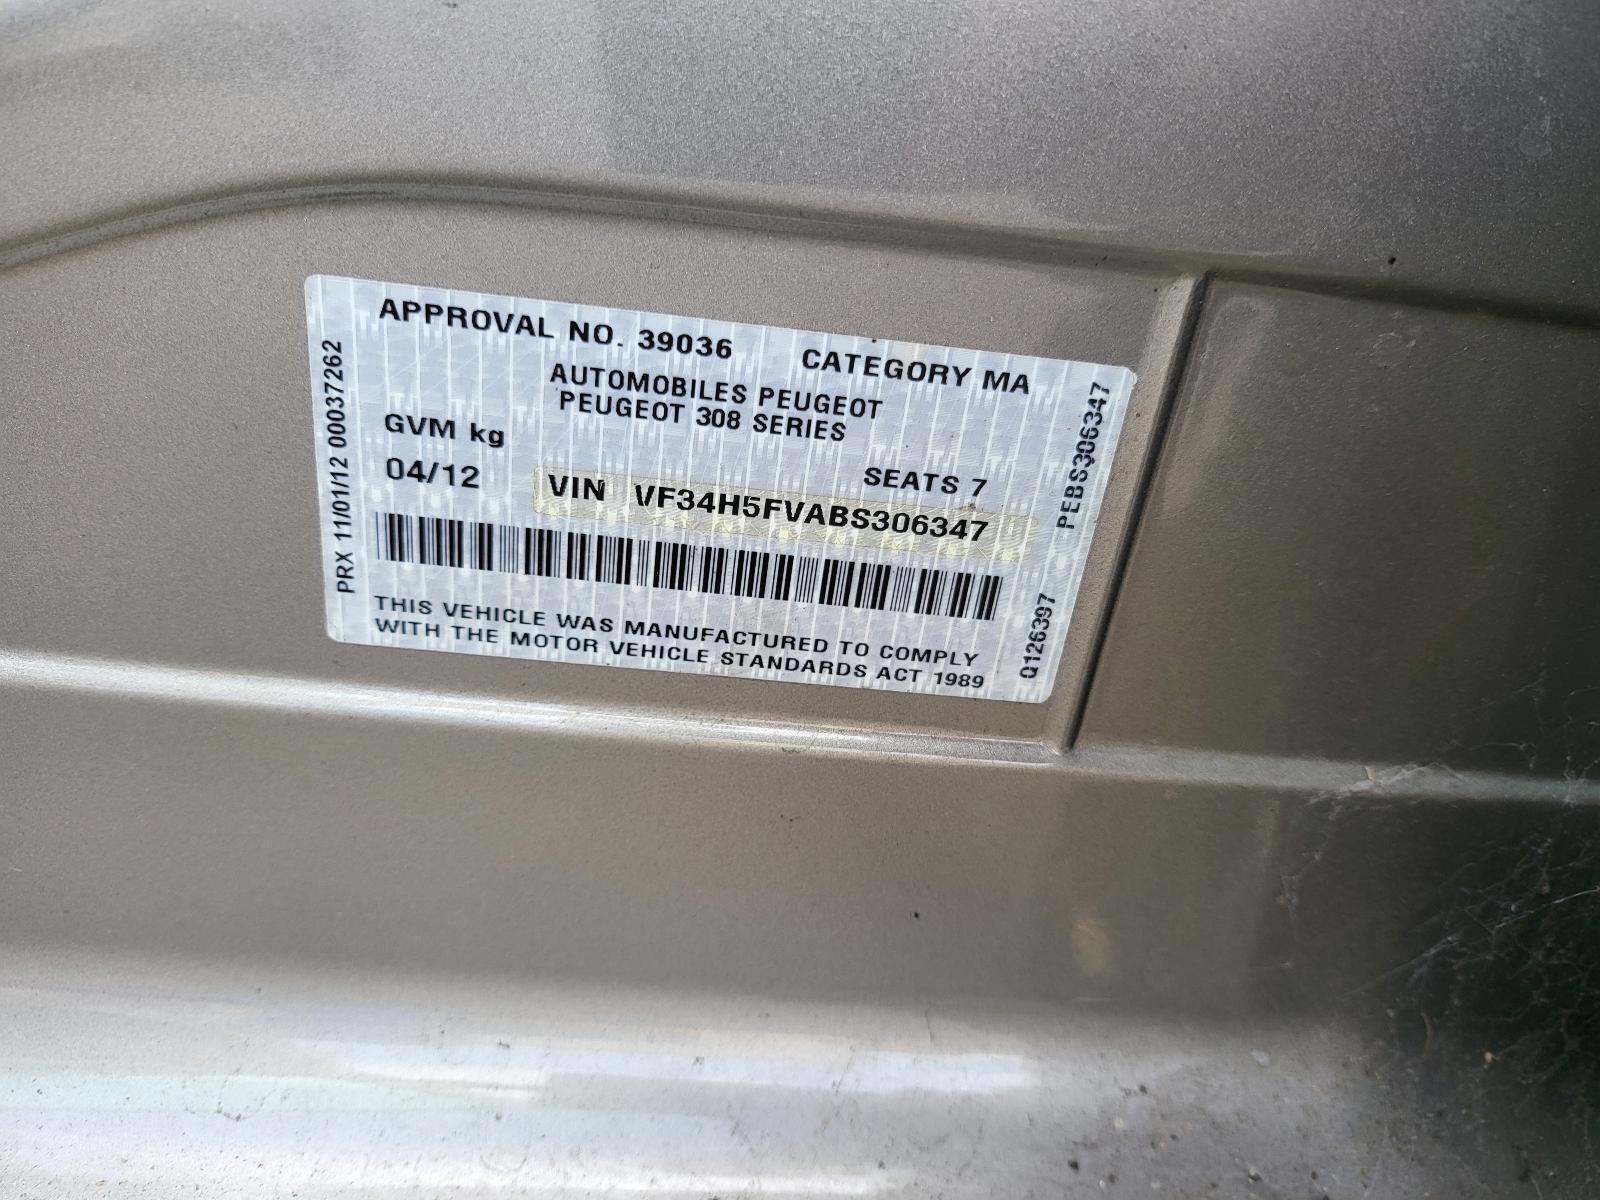 APPROVAL NO. 39036
CATEGORY MA
AUTOMOBILES PEUGEOT
PEUGEOT 308 SERIES
GVM kg
04/12
SEATS 7
VIN VF34H5FVABS306347
THIS VEHICLE WAS MANUFACTURED TO COMPLY
WITH THE MOTOR VEHICLE STANDARDS ACT 1989
PRX 11/01/12 00037262
PEBS306347
Q126397